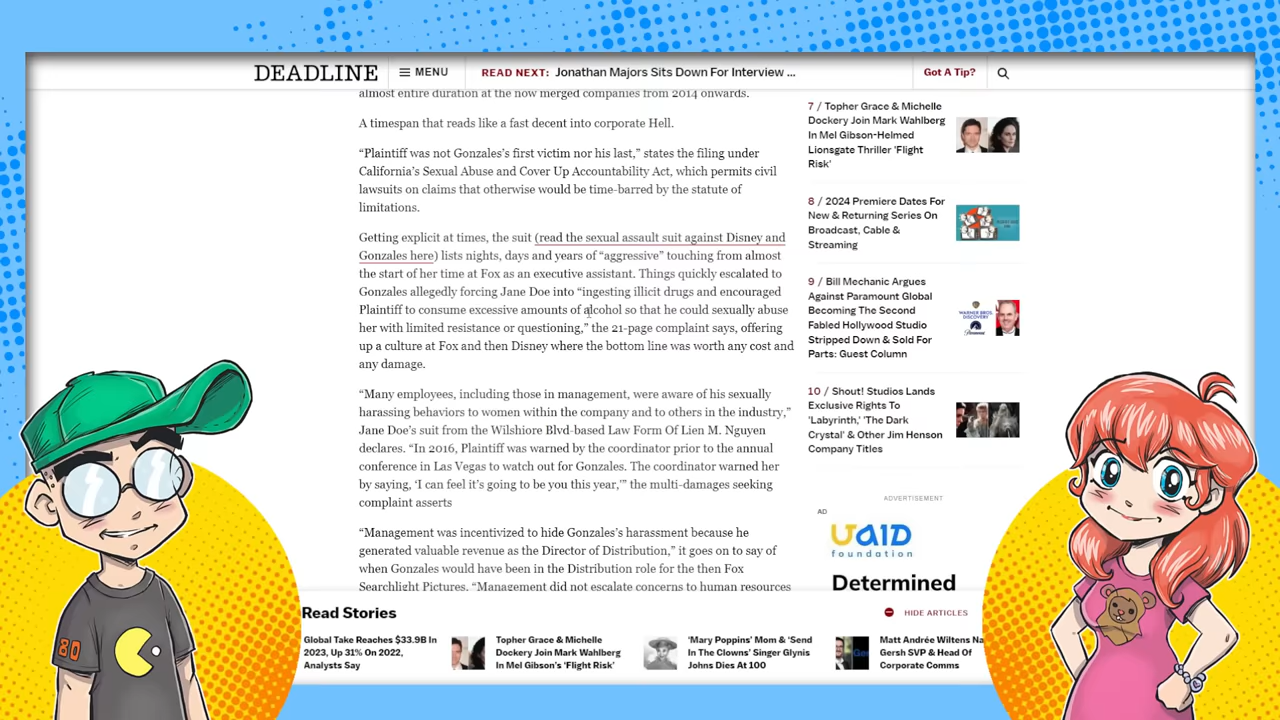 DEADLINE
MENU
READ NEXT: Jonathan Majors Sits Down For Interview ...
Got A Tip?
almost entire duration at the now merged companies from 2014 onwards.
A timespan that reads like a fast decent into corporate Hell.
“Plaintiff was not Gonzales’s first victim nor his last,” states the filing under
California’s Sexual Abuse and Cover Up Accountability Act, which permits civil
lawsuits on claims that otherwise would be time-barred by the statute of
limitations.
Getting explicit at times, the suit (read the sexual assault suit against Disney and
Gonzales here) lists nights, days and years of “aggressive” touching from almost
the start of her time at Fox as an executive assistant. Things quickly escalated to
Gonzales allegedly forcing Jane Doe into “ingesting illicit drugs and encouraged
Plaintiff to consume excessive amounts of alcohol so that he could sexually abuse
her with limited resistance or questioning,” the 21-page complaint says, offering
up a culture at Fox and then Disney where the bottom line was worth any cost and
any damage.
“Many employees, including those in management, were aware of his sexually
harassing behaviors to women within the company and to others in the industry,”
Jane Doe’s suit from the Wilshiore Blvd-based Law Form Of Lien M. Nguyen
declares. “In 2016, Plaintiff was warned by the coordinator prior to the annual
conference in Las Vegas to watch out for Gonzales. The coordinator warned her
by saying, ‘I can feel it’s going to be you this year,’” the multi-damages seeking
complaint asserts
“Management was incentivized to hide Gonzales’s harassment because he
generated valuable revenue as the Director of Distribution,” it goes on to say of
when Gonzales would have been in the Distribution role for the then Fox
Searchlight Pictures. “Management did not escalate concerns to human resources
7 / Topher Grace & Michelle
Dockery Join Mark Wahlberg
In Mel Gibson-Helmed
Lionsgate Thriller ‘Flight
Risk’
8 / 2024 Premiere Dates For
New & Returning Series On
Broadcast, Cable &
Streaming
9 / Bill Mechanic Argues
Against Paramount Global
Becoming The Second
Fabled Hollywood Studio
Stripped Down & Sold For
Parts: Guest Column
WARNER BROS.
DISCOVERY
Paramount
10 / Shout! Studios Lands
Exclusive Rights To
‘Labyrinth,’ ‘The Dark
Crystal’ & Other Jim Henson
Company Titles
ADVERTISEMENT
AD
UAID
foundation
Determined
Read Stories
HIDE ARTICLES
Global Take Reaches $33.9B In
2023, Up 31% On 2022,
Analysts Say
Topher Grace & Michelle
Dockery Join Mark Wahlberg
In Mel Gibson’s ‘Flight Risk’
‘Mary Poppins’ Mom & ‘Send
In The Clowns’ Singer Glynis
Johns Dies At 100
Matt Andrée Wiltens Na
Gersh SVP & Head Of
Corporate Comms
80